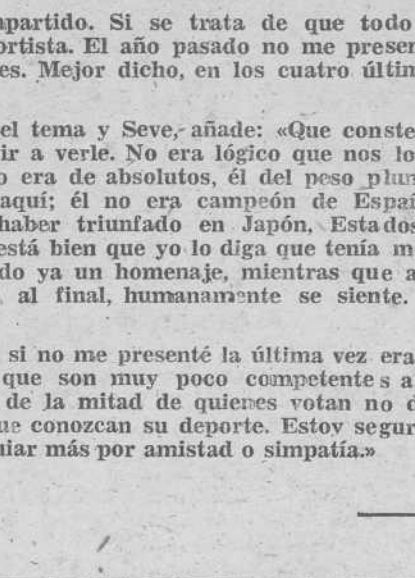 npartido. Si se trata de que todo
ortista. El año pasado no me presen
es. Mejor dicho, en los cuatro últim
el tema y Seve, añade: «Que conste
ir a verle. No era lógico que nos lo
o era de absolutos, él del peso plum
aquí; él no era campeón de Espai
haber triunfado en Japón, Estados
está bien que yo lo diga que tenía m
do ya un homenaje, mientras que a
al final, humanamente se siente.
si no me presenté la última vez era
que son muy poco competentes a
de la mitad de quienes votan no d
ue conozcan su deporte. Estoy segur
uiar más por amistad o simpatía.»